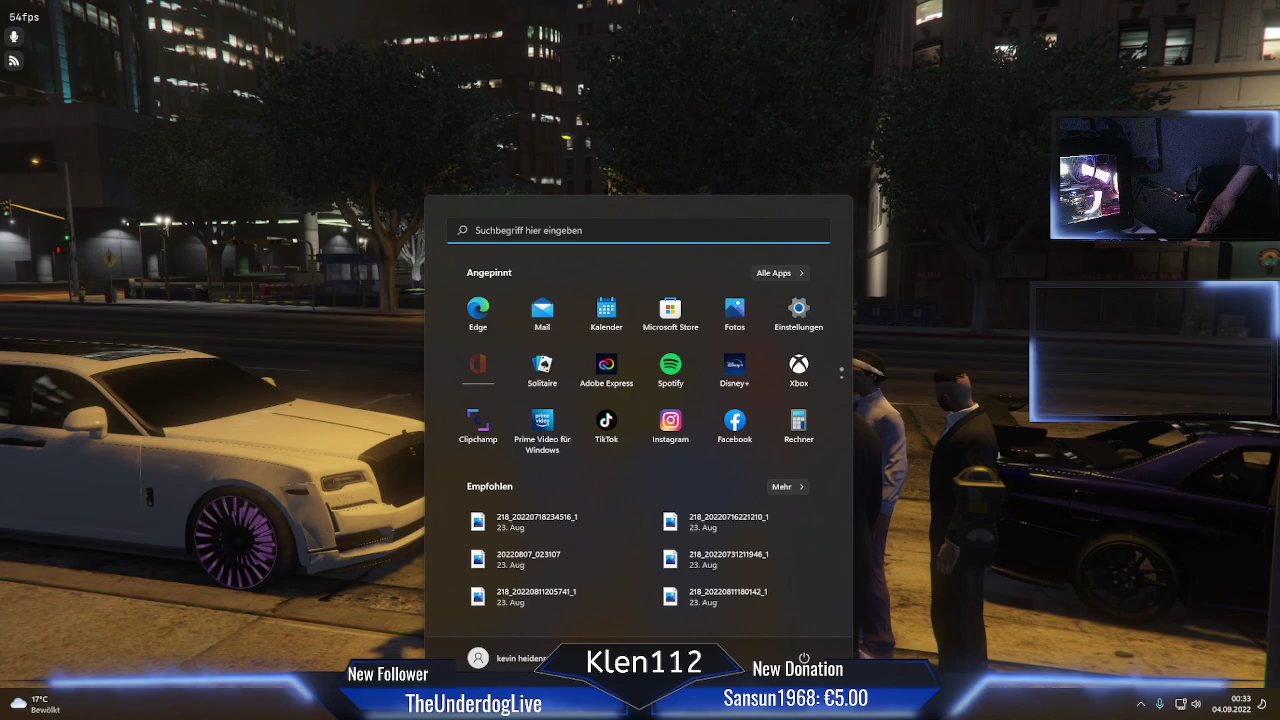 54fps
Suchbegriff hier eingeben
Angepinnt
Alle Apps
Edge
Mail
Kalender
Microsoft Store
Fotos
Einstellungen
Solitaire
Adobe Express
Spotify
Disney+
Xbox
Clipchamp
Prime Video für
Windows
TikTok
Instagram
Facebook
Rechner
Empfohlen
Mehr
218_20220718234516_1
23. Aug
218_20220716221210_1
23. Aug
20220807_023107
23. Aug
218_20220731211946_1
23. Aug
218_20220811205741_1
23. Aug
218_20220811180142_1
23. Aug
kevin heidens
Klen112
New Follower
New Donation
TheUnderdogLive
Sansun1968: €5.00
17°C
Bewölkt
00:33
04.09.2022